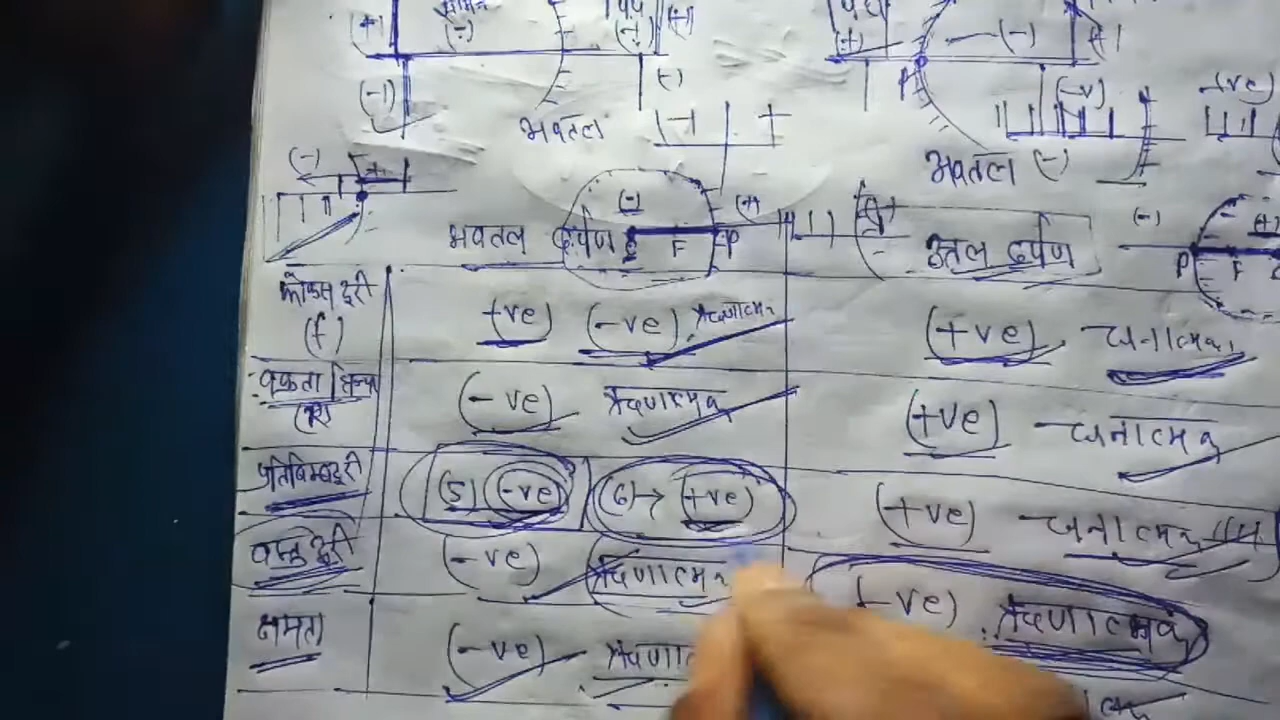 (+) (-) (-) (+) (+) (-)
(-) (-) (-v) -(ve)
अवतल (-) +
(-) अवतल (-)
(-) (+) (-)
अवतल दर्पण F P उत्तल दर्पण P F
फोकस दूरी (f) +ve) (-ve) ऋणात्मक (+ve) धनात्मक
वक्रता त्रिज्या (R) (-ve) ऋणात्मक (+ve) धनात्मक
प्रतिबिम्ब दूरी (5) (-ve) (6)→ (+ve) (+ve) धनात्मक
वस्तु दूरी (-ve) ऋणात्मक -ve) ऋणात्मक
क्षमता (-ve)